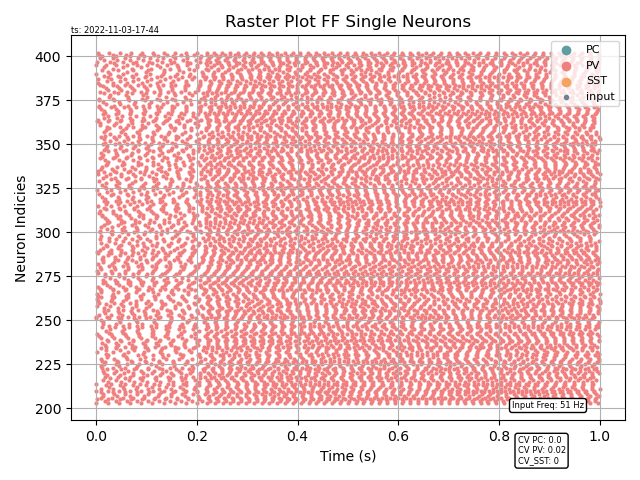 Raster Plot FF Single Neurons
ts: 2022-11-03-17-44
PC
PV
SST
input
Neuron Indicies
400
375
350
325
300
275
250
225
200
Input Freq: 51 Hz
0.0 0.2 0.4 0.6 0.8 1.0
Time (s)
CV PC: 0.0
CV PV: 0.02
CV_SST: 0